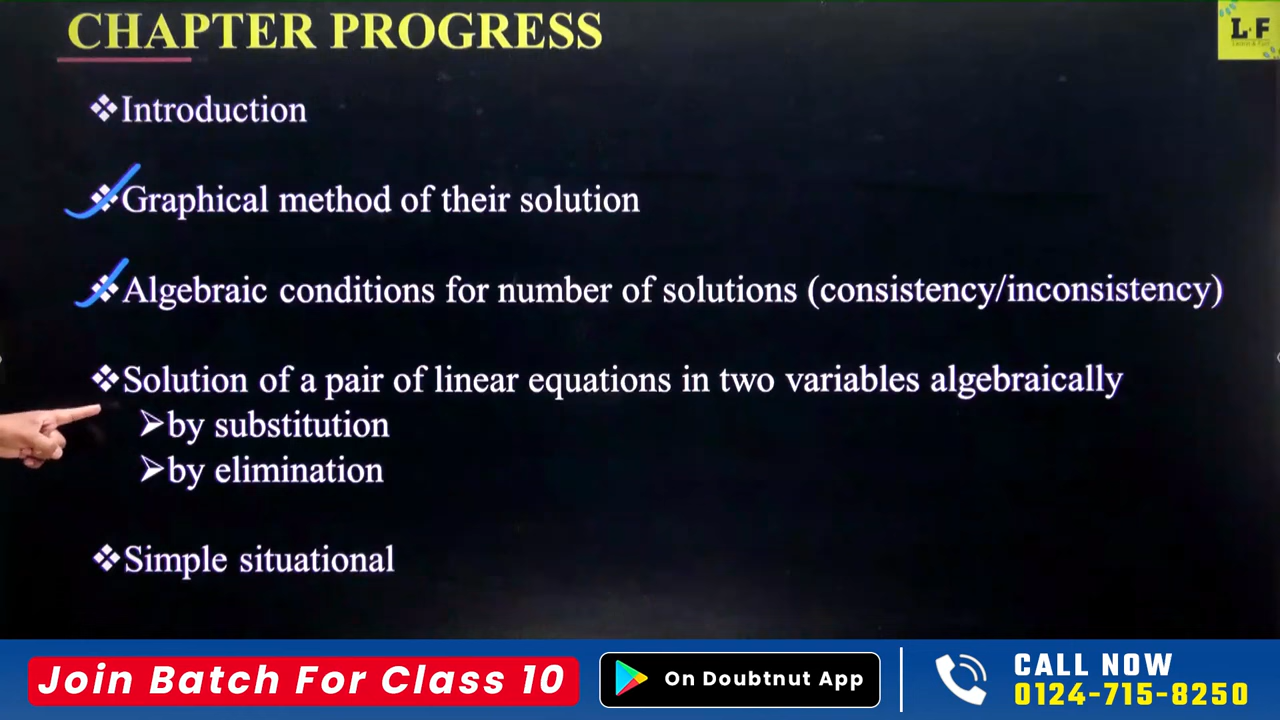 CHAPTER PROGRESS
L F
❖Introduction
❖Graphical method of their solution
❖Algebraic conditions for number of solutions (consistency/inconsistency)
❖Solution of a pair of linear equations in two variables algebraically
➢by substitution
➢by elimination
❖Simple situational
Join Batch For Class 10
On Doubtnut App
CALL NOW
0124-715-8250